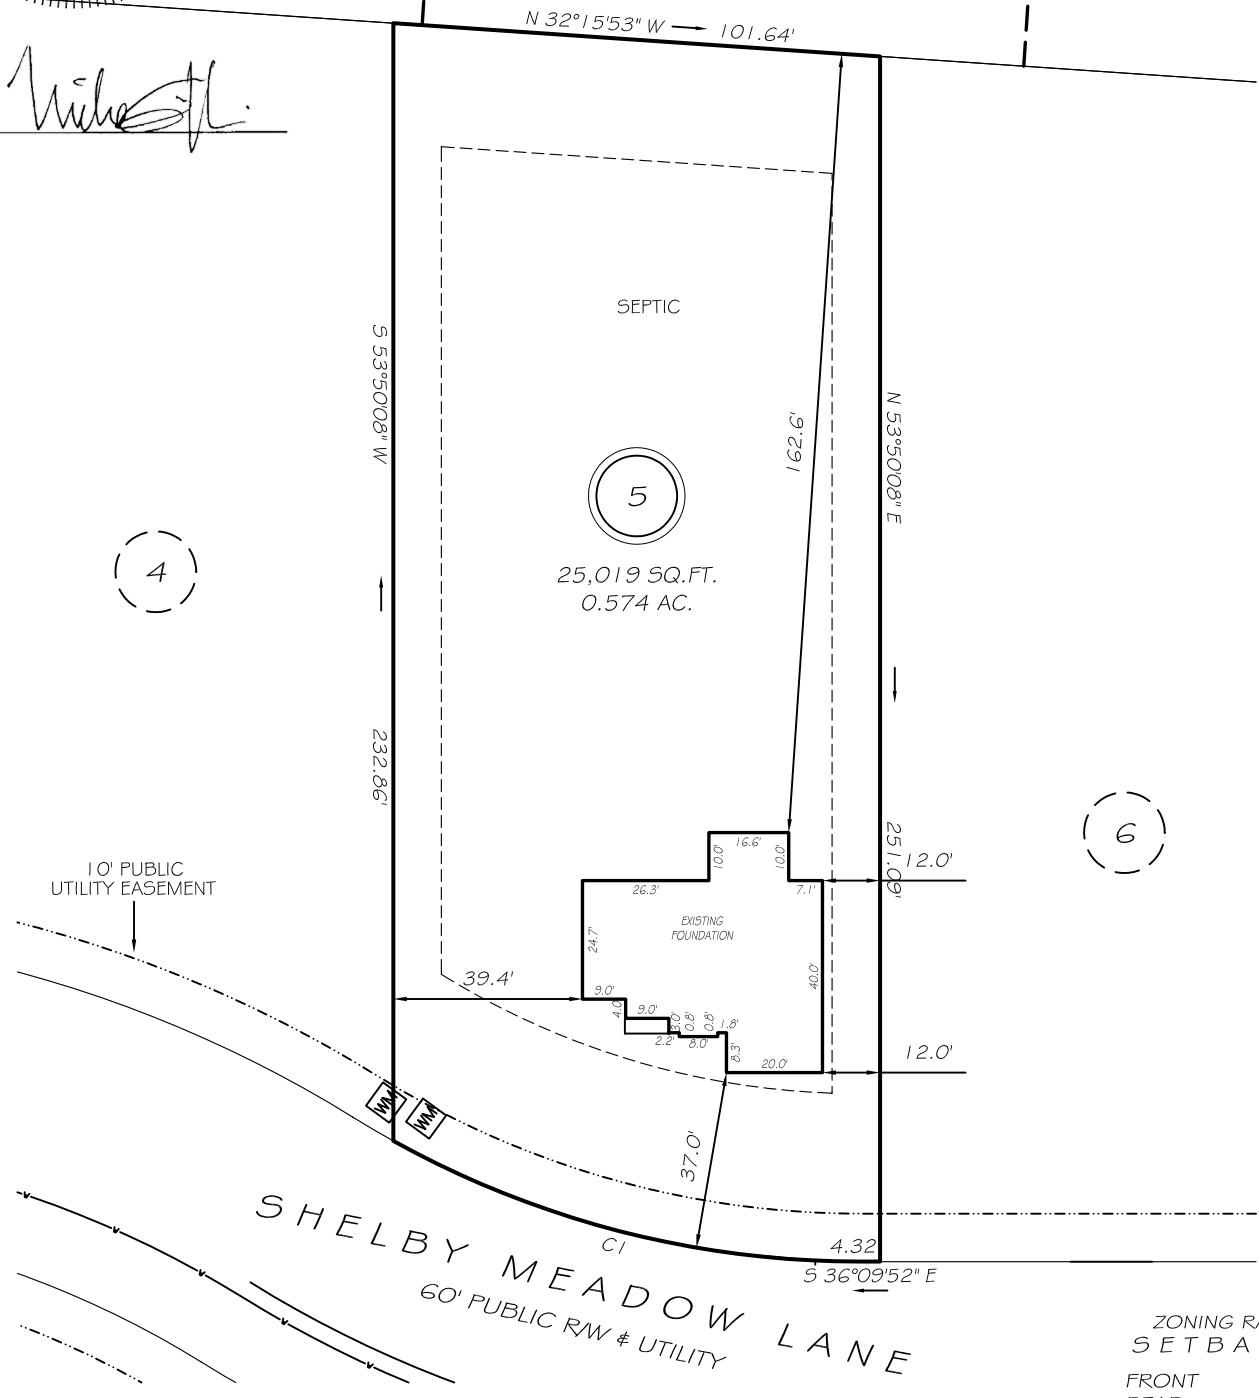 N 32°15'53" W 101.64'
SEPTIC
S 53°50'08" W
232.86'
N 53°50'08" E
251.09'
162.6'
5
25,019 SQ.FT.
0.574 AC.
4
6
10' PUBLIC
UTILITY EASEMENT
16.6'
10.0'
10.0'
26.3'
7.1'
12.0'
EXISTING
FOUNDATION
24.7'
40.0'
39.4'
9.0'
4.0'
9.0'
3.0'
0.8'
0.8'
1.8'
2.2'
8.0'
8.3'
20.0'
12.0'
WM
WM
37.0'
C1
4.32
S 36°09'52" E
SHELBY MEADOW LANE
60' PUBLIC R/W & UTILITY
ZONING
SETBA
FRONT